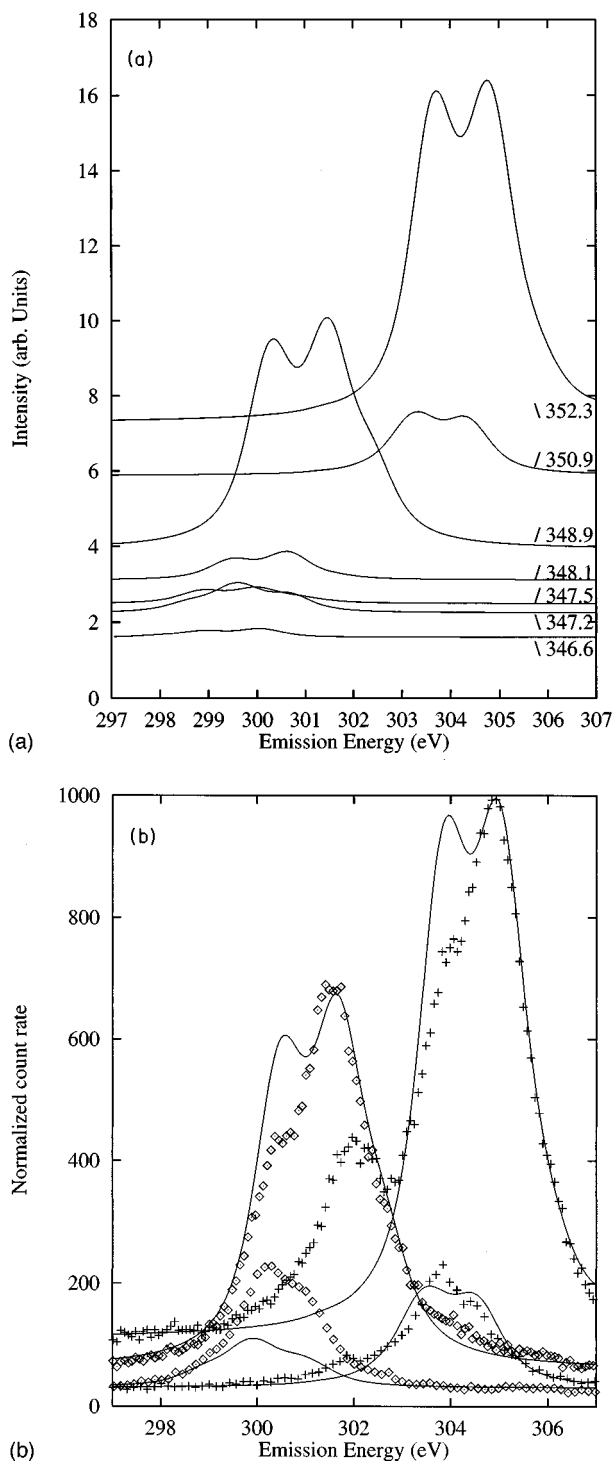 18
(a)
16
14
12
10
8
6
4
2
0
Intensity (arb. Units)
\ 352.3
/ 350.9
/ 348.9
/ 348.1
/ 347.5
\ 347.2
\ 346.6
297 298 299 300 301 302 303 304 305 306 307
(a)
Emission Energy (eV)
1000
(b)
800
600
400
200
0
Normalized count rate
298 300 302 304 306
(b)
Emission Energy (eV)